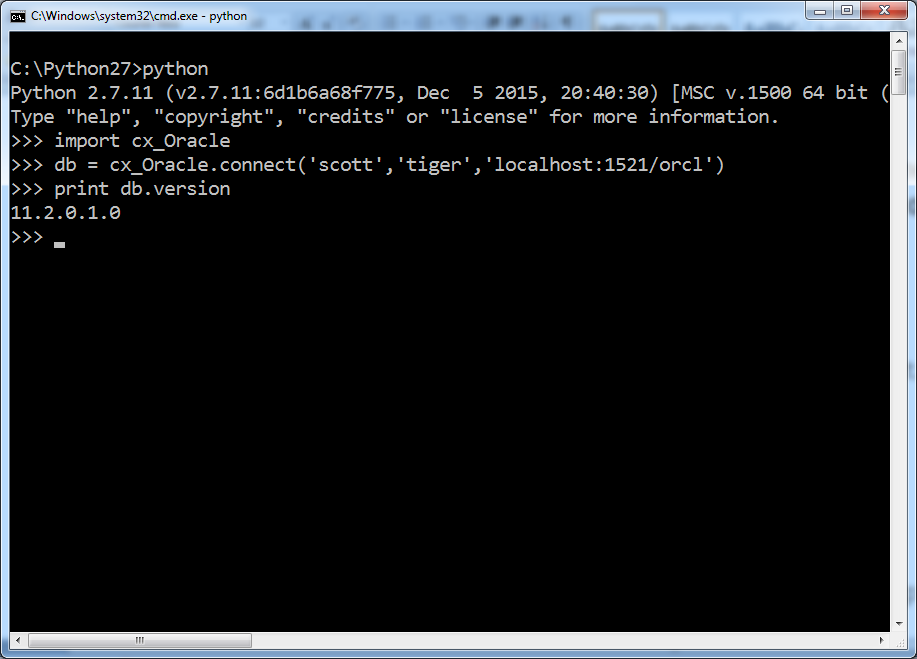 C:\Windows\system32\cmd.exe - python
C:\Python27>python
Python 2.7.11 (v2.7.11:6d1b6a68f775, Dec  5 2015, 20:40:30) [MSC v.1500 64 bit (
Type "help", "copyright", "credits" or "license" for more information.
>>> import cx_Oracle
>>> db = cx_Oracle.connect('scott','tiger','localhost:1521/orcl')
>>> print db.version
11.2.0.1.0
>>>